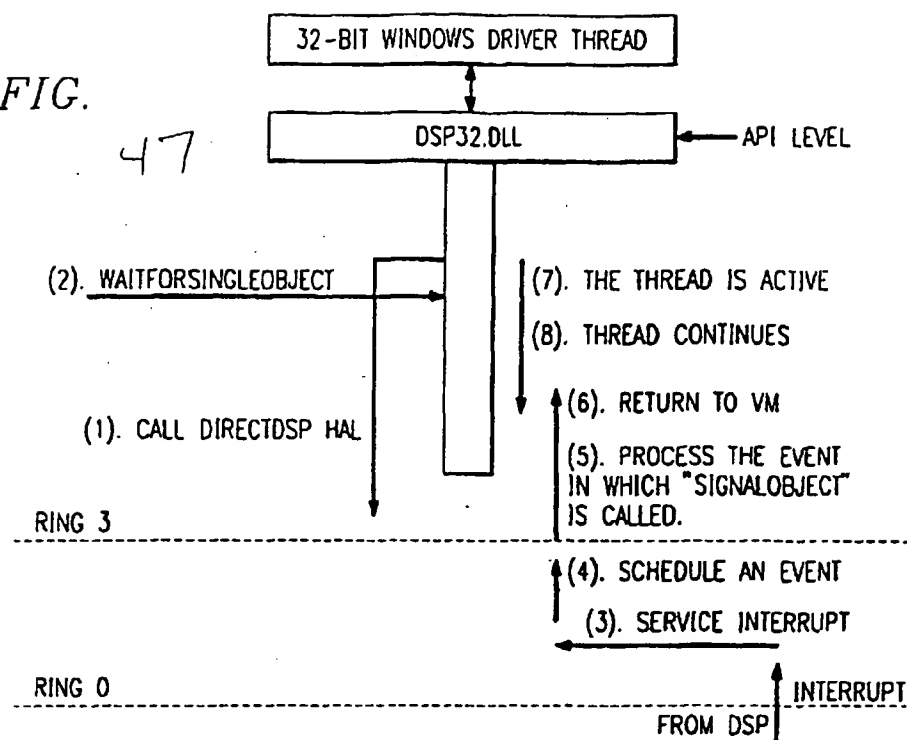 32-BIT WINDOWS DRIVER THREAD
FIG.
47
DSP32.DLL
API LEVEL
(2). WAITFORSINGLEOBJECT
(7). THE THREAD IS ACTIVE
(8). THREAD CONTINUES
(1). CALL DIRECTDSP HAL
(6). RETURN TO VM
(5). PROCESS THE EVENT
IN WHICH "SIGNALOBJECT"
IS CALLED.
RING 3
(4). SCHEDULE AN EVENT
(3). SERVICE INTERRUPT
RING 0
INTERRUPT
FROM DSP